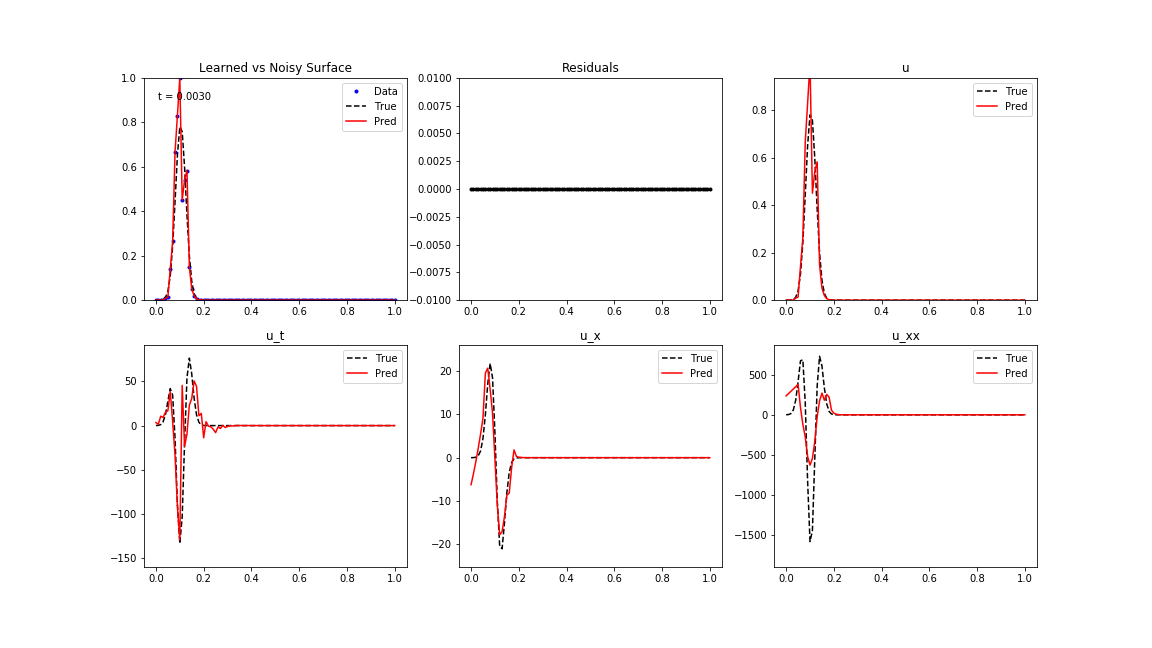 Learned vs Noisy Surface
1.0
0.8
0.6
0.4
0.2
0.0
t = 0.0030
Data
True
Pred
0.0 0.2 0.4 0.6 0.8 1.0
Residuals
0.0100
0.0075
0.0050
0.0025
0.0000
−0.0025
−0.0050
−0.0075
−0.0100
0.0 0.2 0.4 0.6 0.8 1.0
u
0.8
0.6
0.4
0.2
0.0
True
Pred
0.0 0.2 0.4 0.6 0.8 1.0
u_t
50
0
−50
−100
−150
True
Pred
0.0 0.2 0.4 0.6 0.8 1.0
u_x
20
10
0
−10
−20
True
Pred
0.0 0.2 0.4 0.6 0.8 1.0
u_xx
500
0
−500
−1000
−1500
True
Pred
0.0 0.2 0.4 0.6 0.8 1.0